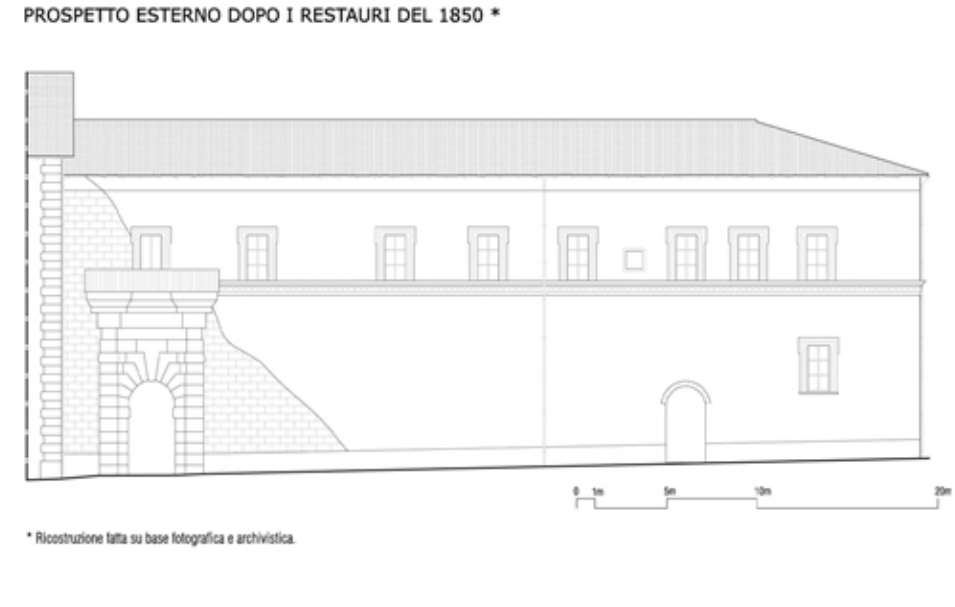 PROSPETTO ESTERNO DOPO I RESTAURI DEL 1850 *
0 1m 5m 10m 20m
* Ricostruzione fatta su base fotografica e archivistica.